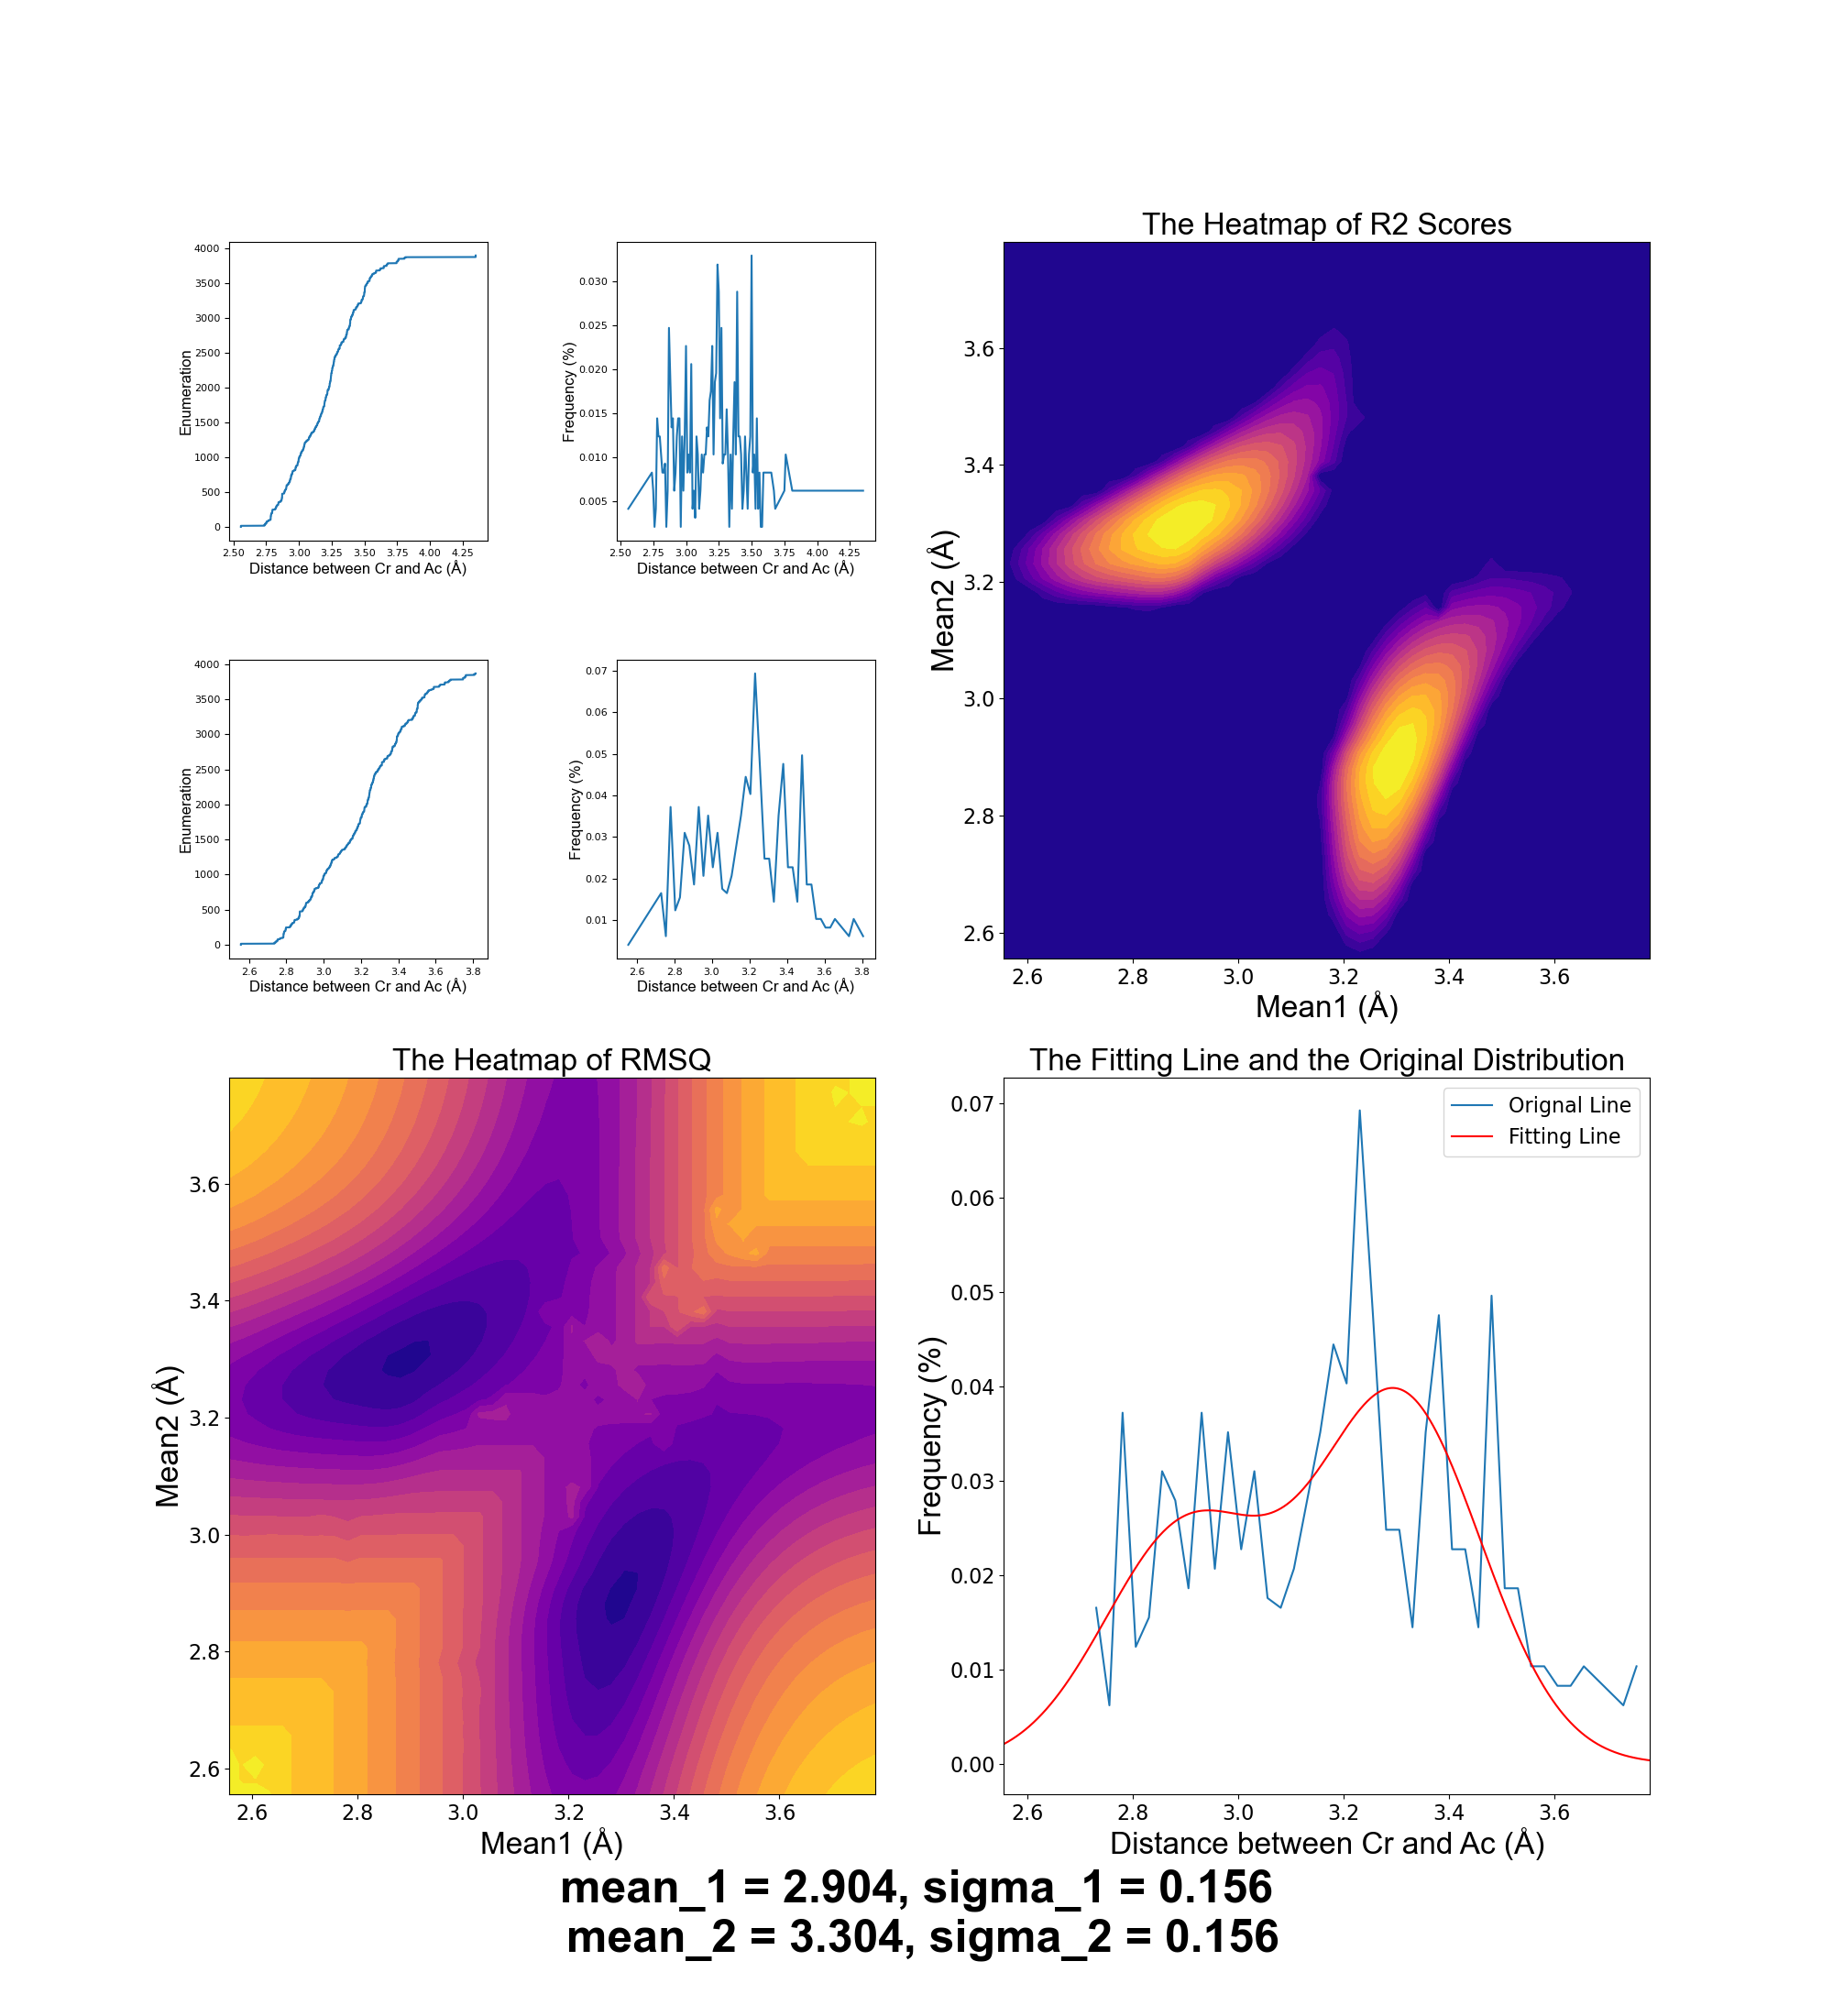 4000
3500
3000
2500
2000
1500
1000
500
0
Enumeration
2.50 2.75 3.00 3.25 3.50 3.75 4.00 4.25
Distance between Cr and Ac (Å)
0.030
0.025
0.020
0.015
0.010
0.005
Frequency (%)
2.50 2.75 3.00 3.25 3.50 3.75 4.00 4.25
Distance between Cr and Ac (Å)
The Heatmap of R2 Scores
3.6
3.4
3.2
3.0
2.8
2.6
Mean2 (Å)
2.6 2.8 3.0 3.2 3.4 3.6
Mean1 (Å)
4000
3500
3000
2500
2000
1500
1000
500
0
Enumeration
2.6 2.8 3.0 3.2 3.4 3.6 3.8
Distance between Cr and Ac (Å)
0.07
0.06
0.05
0.04
0.03
0.02
0.01
Frequency (%)
2.6 2.8 3.0 3.2 3.4 3.6 3.8
Distance between Cr and Ac (Å)
The Heatmap of RMSQ
3.6
3.4
3.2
3.0
2.8
2.6
Mean2 (Å)
2.6 2.8 3.0 3.2 3.4 3.6
Mean1 (Å)
The Fitting Line and the Original Distribution
Orignal Line
Fitting Line
0.07
0.06
0.05
0.04
0.03
0.02
0.01
0.00
Frequency (%)
2.6 2.8 3.0 3.2 3.4 3.6
Distance between Cr and Ac (Å)
mean_1 = 2.904, sigma_1 = 0.156
mean_2 = 3.304, sigma_2 = 0.156